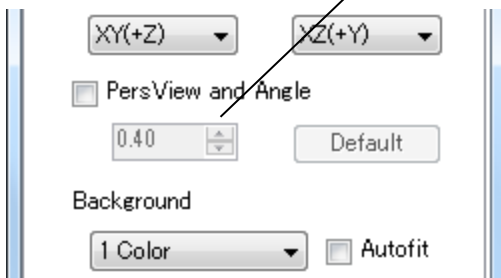 XY(+Z) XZ(+Y)
PersView and Angle
0.40 Default
Background
1 Color Autofit